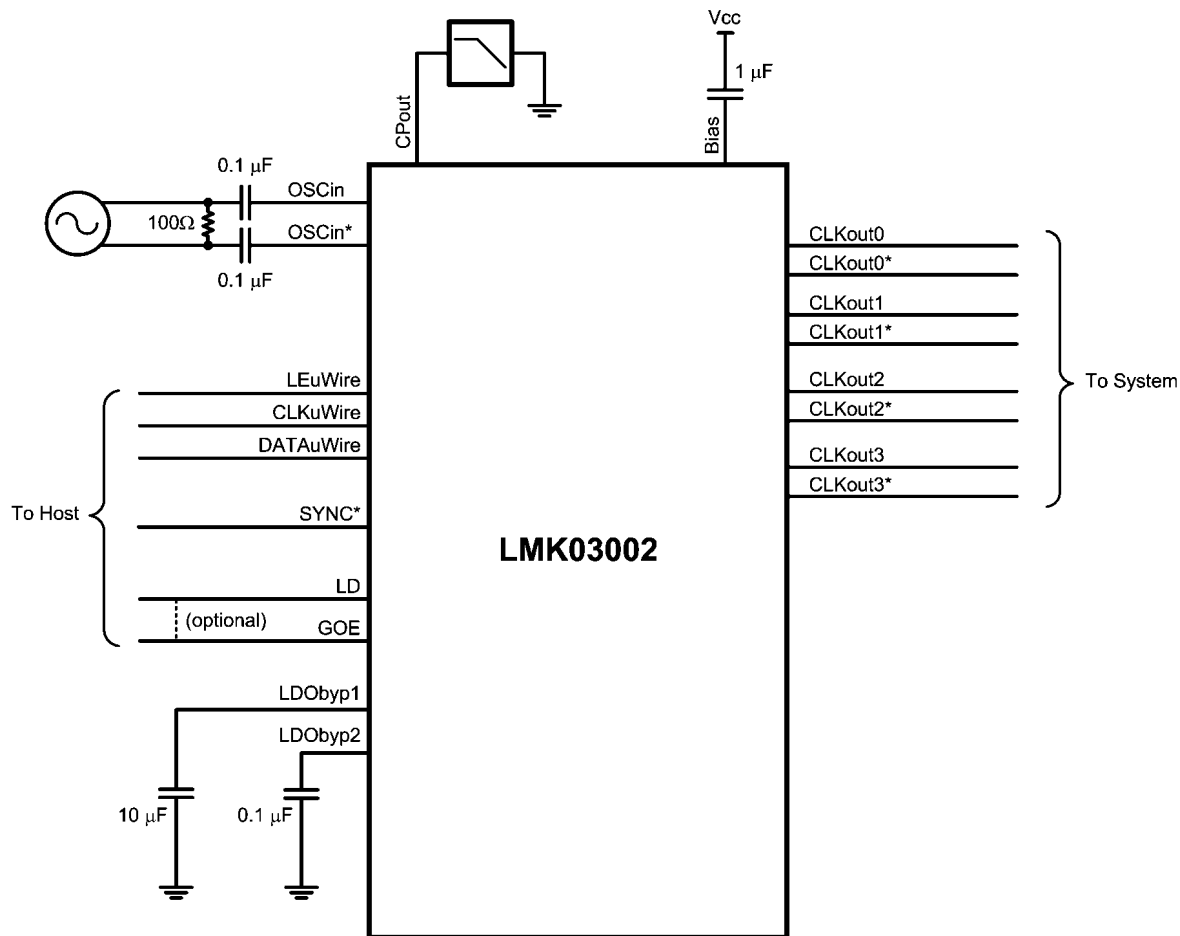 Vcc
1 μF
CPout
Bias
0.1 μF
OSCin
100Ω
OSCin*
0.1 μF
CLKout0
CLKout0*
CLKout1
CLKout1*
CLKout2
CLKout2*
CLKout3
CLKout3*
To System
LEuWire
CLKuWire
DATAuWire
To Host
SYNC*
LMK03002
LD
(optional)
GOE
LDObyp1
LDObyp2
10 μF
0.1 μF